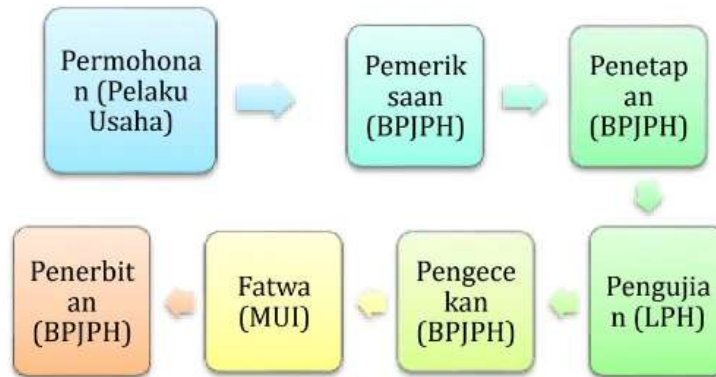 Permohona
n (Pelaku
Usaha)
Pemerik
saan
(BPJPH)
Penetap
an
(BPJPH)
Pengujia
n (LPH)
Pengece
kan
(BPJPH)
Fatwa
(MUI)
Penerbit
an
(BPJPH)